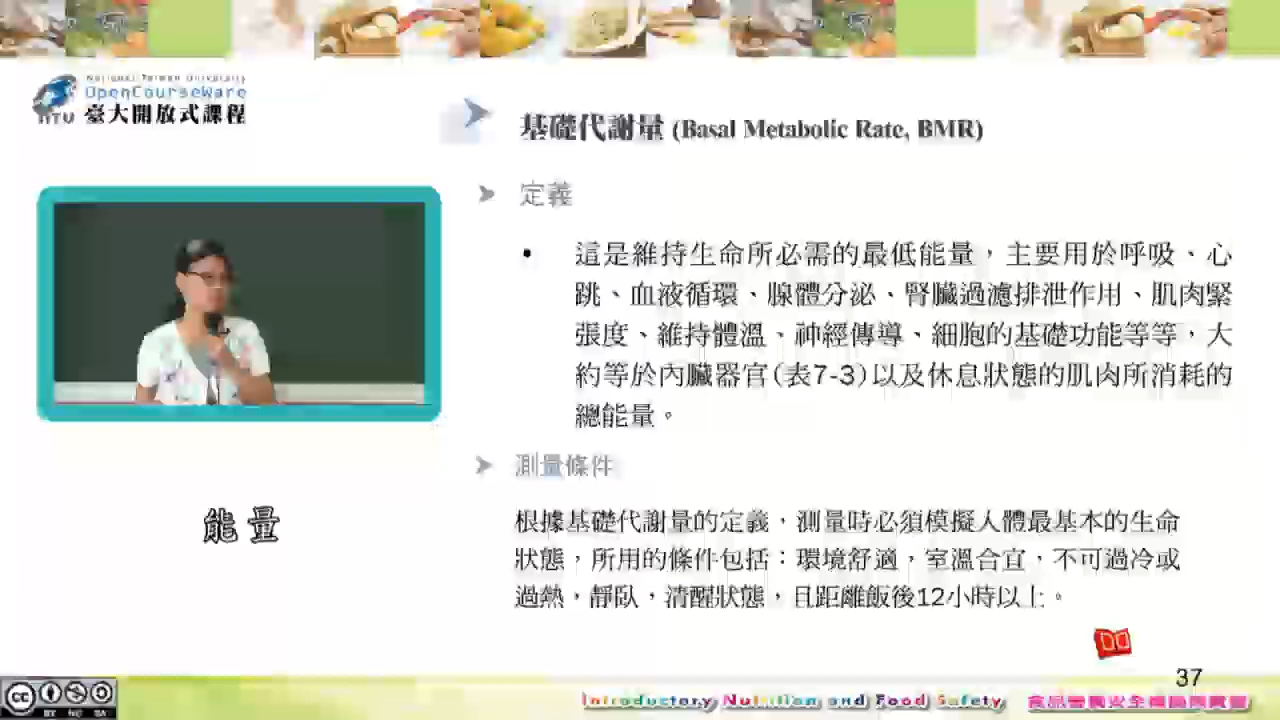 National Taiwan University
OpenCourseWare
臺大開放式課程
NTU
基礎代謝量 (Basal Metabolic Rate, BMR)
定義
• 這是維持生命所必需的最低能量，主要用於呼吸、心
跳、血液循環、腺體分泌、腎臟過濾排泄作用、肌肉緊
張度、維持體溫、神經傳導、細胞的基礎功能等等，大
約等於內臟器官(表7-3)以及休息狀態的肌肉所消耗的
總能量。
測量條件
根據基礎代謝量的定義，測量時必須模擬人體最基本的生命
狀態，所用的條件包括：環境舒適，室溫合宜，不可過冷或
過熱，靜臥，清醒狀態，且距離飯後12小時以上。
能量
37
cc
BY NC SA
Introductory Nutrition and Food Safety,